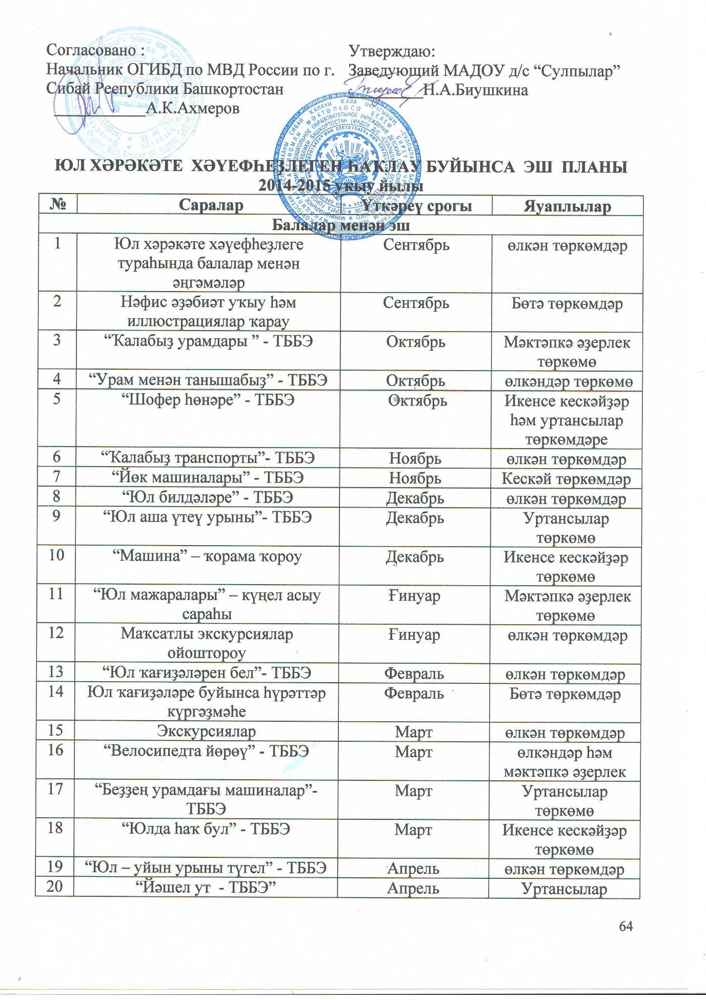 Согласовано :
Утверждаю:
Начальник ОГИБД по МВД России по г.
Заведующий МАДОУ д/с “Сулпылар”
Сибай Республики Башкортостан
___________Н.А.Биушкина
_____________А.К.Ахмеров
ЮЛ ХӘРӘКӘТЕ ХӘҮЕФҺЕҘЛЕГЕН ҺАҠЛАУ БУЙЫНСА ЭШ ПЛАНЫ
2014-2015 уҡыу йылы
№ Саралар Үткәреү срогы Яуаплылар
Балалар менән эш
1 Юл хәрәкәте хәүефһеҙлеге Сентябрь өлкән төркөмдәр
тураһында балалар менән
әңгәмәләр
2 Нәфис әҙәбиәт уҡыу һәм Сентябрь Бөтә төркөмдәр
иллюстрациялар ҡарау
3 “Ҡалабыҙ урамдары ” - ТББЭ Октябрь Мәктәпкә әҙерлек
төркөмө
4 “Урам менән танышабыҙ” - ТББЭ Октябрь өлкәндәр төркөмө
5 “Шофер һөнәре” - ТББЭ Октябрь Икенсе кескәйҙәр
һәм уртансылар
төркөмдәре
6 “Ҡалабыҙ транспорты”- ТББЭ Ноябрь өлкән төркөмдәр
7 “Йөк машиналары” - ТББЭ Ноябрь Кескәй төркөмдәр
8 “Юл билдәләре” - ТББЭ Декабрь өлкән төркөмдәр
9 “Юл аша үтеү урыны”- ТББЭ Декабрь Уртансылар
төркөмө
10 “Машина” – ҡорама ҡороу Декабрь Икенсе кескәйҙәр
төркөмө
11 “Юл мажаралары” – күңел асыу Ғинуар Мәктәпкә әҙерлек
сараһы төркөмө
12 Маҡсатлы экскурсиялар Ғинуар өлкән төркөмдәр
ойоштороу
13 “Юл ҡағиҙәләрен бел”- ТББЭ Февраль өлкән төркөмдәр
14 Юл ҡағиҙәләре буйынса һүрәттәр Февраль Бөтә төркөмдәр
күргәҙмәһе
15 Экскурсиялар Март өлкән төркөмдәр
16 “Велосипедта йөрөү” - ТББЭ Март өлкәндәр һәм
мәктәпкә әҙерлек
17 “Беҙҙең урамдағы машиналар”- Март Уртансылар
ТББЭ төркөмө
18 “Юлда һаҡ бул” - ТББЭ Март Икенсе кескәйҙәр
төркөмө
19 “Юл – уйын урыны түгел” - ТББЭ Апрель өлкән төркөмдәр
20 “Йәшел ут - ТББЭ” Апрель Уртансылар
64